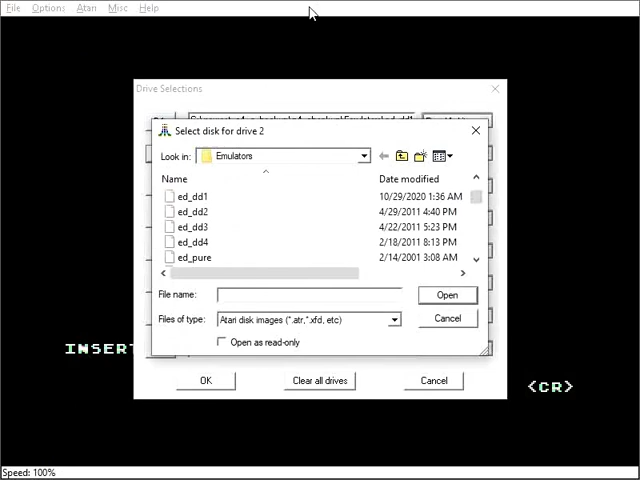 File Options Atari Misc Help
Drive Selections
Select disk for drive 2
Look in: Emulators
Name Date modified
ed_dd1 10/29/2020 1:36 AM
ed_dd2 4/29/2011 4:40 PM
ed_dd3 4/22/2011 5:23 PM
ed_dd4 2/18/2011 8:13 PM
ed_pure 2/14/2001 3:08 AM
File name: Open
Files of type: Atari disk images (*.atr,*.xfd, etc) Cancel
Open as read-only
INSERT
OK Clear all drives Cancel
<CR>
Speed: 100%